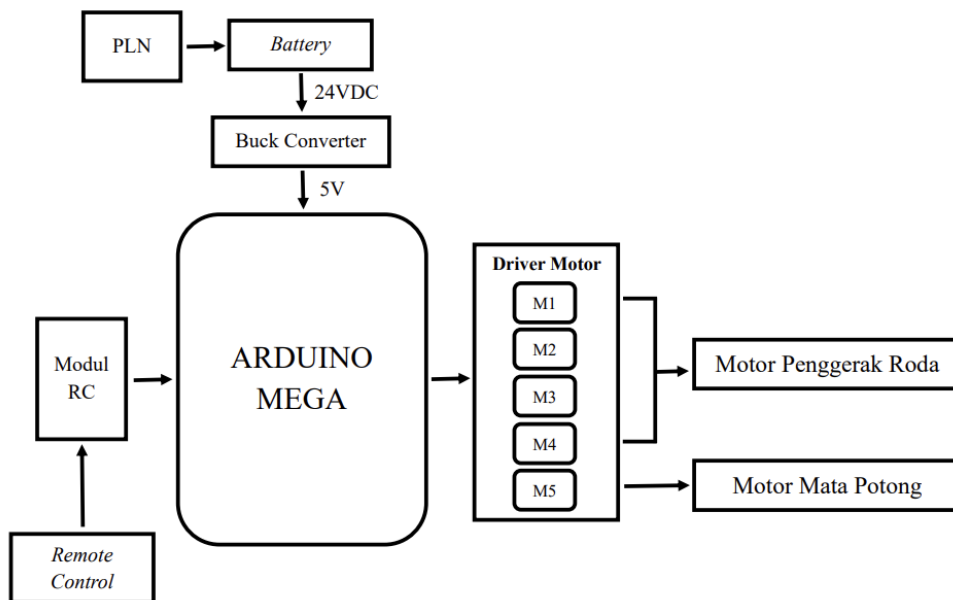 PLN
Battery
24VDC
Buck Converter
5V
Driver Motor
M1
M2
M3
M4
M5
Modul
RC
ARDUINO
MEGA
Motor Penggerak Roda
Motor Mata Potong
Remote
Control